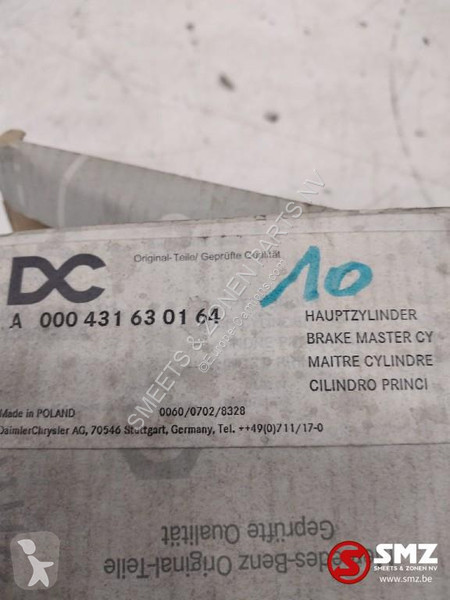 DC
Original-Teile/ Geprüfte Qualität
10
A 000 431 63 01 64
HAUPTZYLINDER
BRAKE MASTER CY
MAITRE CYLINDRE
CILINDRO PRINCI
Made in POLAND
0060/0702/8328
DaimlerChrysler AG, 70546 Stuttgart, Germany, Tel. ++49(0)711/17-0
SMEETS & ZONEN PARTS NV
Geprüfte Qualität
edes-Benz Original-Teile
SMZ
SMEETS & ZONEN NV
www.smz.be